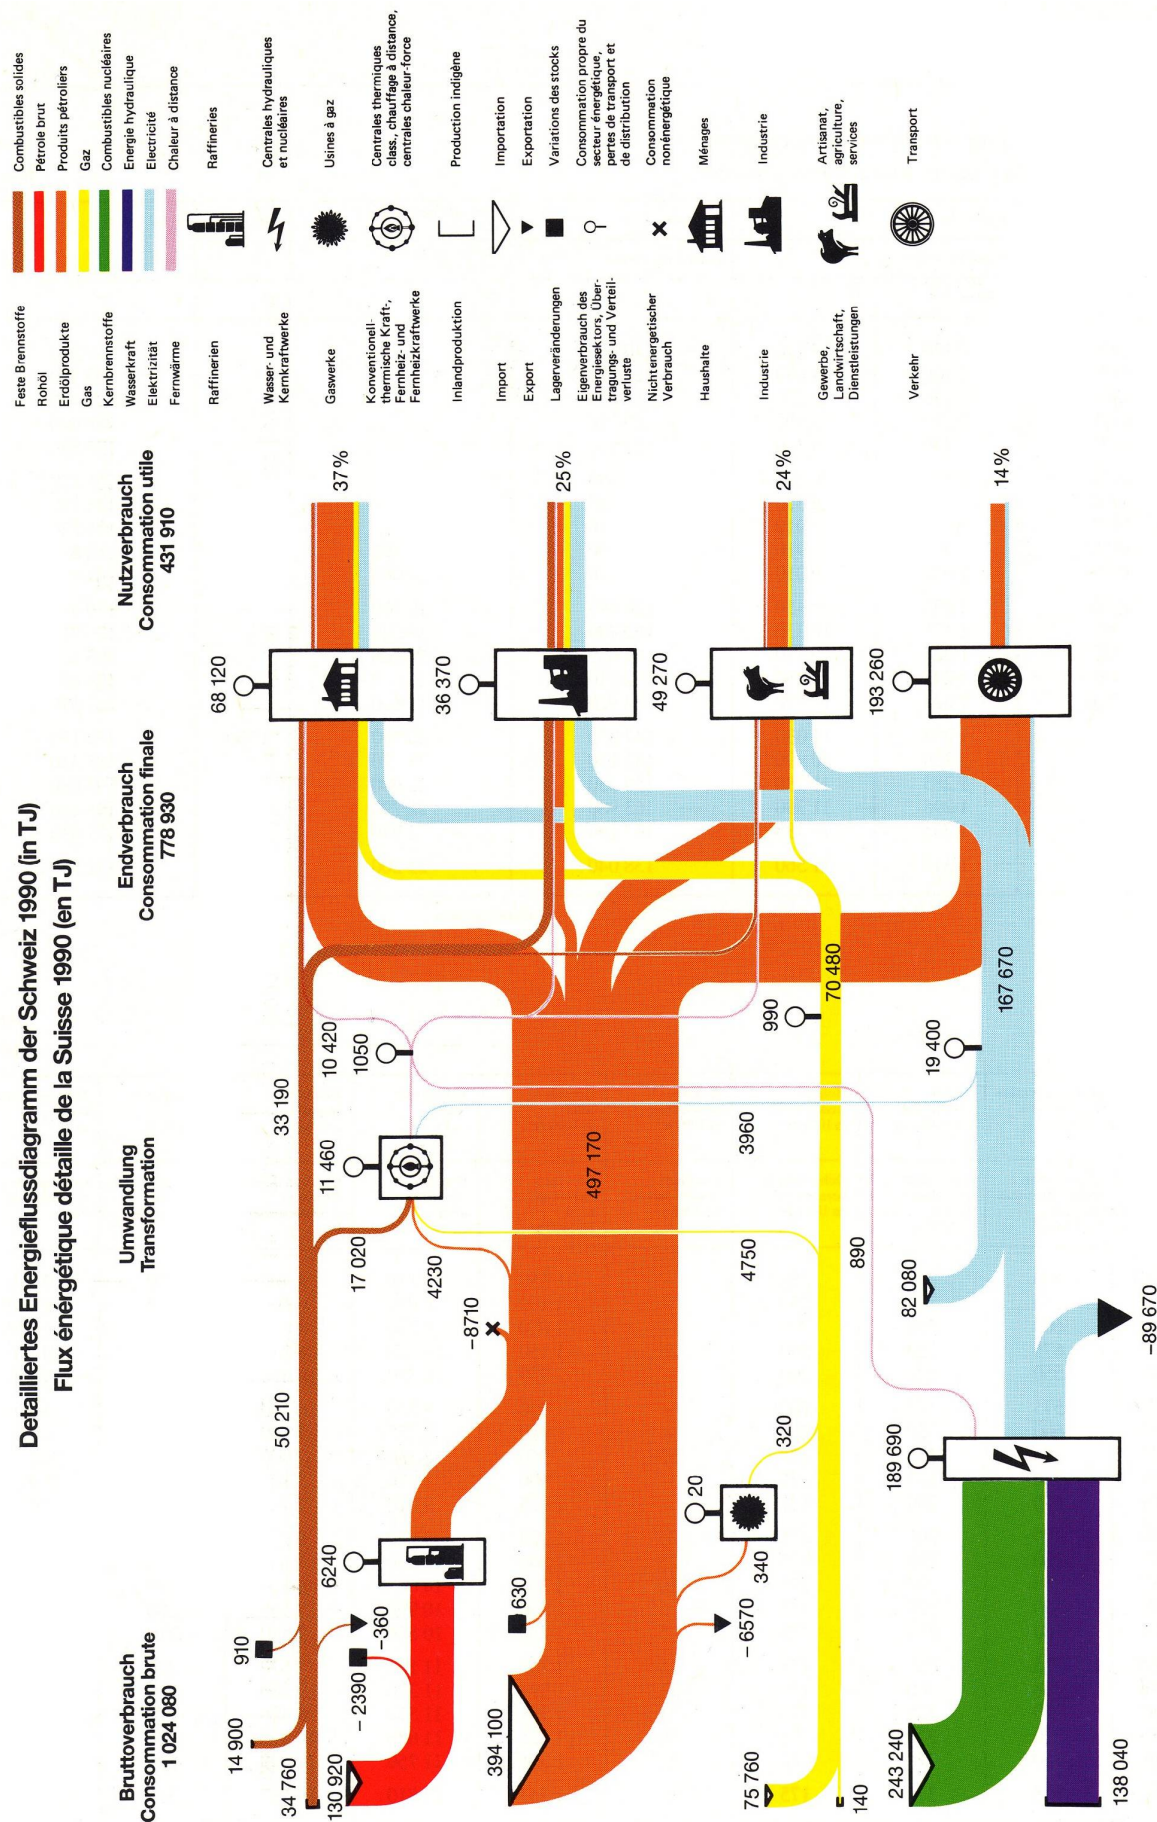 Detailliertes Energieflussdiagramm der Schweiz 1990 (in TJ)
Flux énérgétique détaille de la Suisse 1990 (en TJ)
Bruttoverbrauch
Consommation brute
1 024 080
Umwandlung
Transformation
Endverbrauch
Consommation finale
778 930
Nutzverbrauch
Consommation utile
431 910
14 900
910
34 760
-360
50 210
33 190
130 920
- 2390
6240
17 020
11 460
4230
10 420
1050
-8710
394 100
630
497 170
- 6570
340
20
320
4750
3960
990
75 760
140
70 480
890
243 240
138 040
189 690
82 080
-89 670
19 400
167 670
68 120
36 370
49 270
193 260
37 %
25 %
24 %
14 %
Feste Brennstoffe
Combustibles solides
Rohöl
Pétrole brut
Erdölprodukte
Produits pétroliers
Gas
Gaz
Kernbrennstoffe
Combustibles nucléaires
Wasserkraft
Energie hydraulique
Elektrizität
Electricité
Fernwärme
Chaleur à distance
Raffinerien
Raffineries
Wasser- und
Kernkraftwerke
Centrales hydrauliques
et nucléaires
Gaswerke
Usines à gaz
Konventionell-
thermische Kraft-,
Fernheiz- und
Fernheizkraftwerke
Centrales thermiques
class., chauffage à distance,
centrales chaleur-force
Inlandproduktion
Production indigène
Import
Importation
Export
Exportation
Lagerveränderungen
Variations des stocks
Eigenverbrauch des
Energiesektors, Über-
tragungs- und Verteil-
verluste
Consommation propre du
secteur énergétique,
pertes de transport et
de distribution
Nichtenergetischer
Verbrauch
Consommation
nonénergétique
Haushalte
Ménages
Industrie
Industrie
Gewerbe,
Landwirtschaft,
Dienstleistungen
Artisanat,
agriculture,
services
Verkehr
Transport